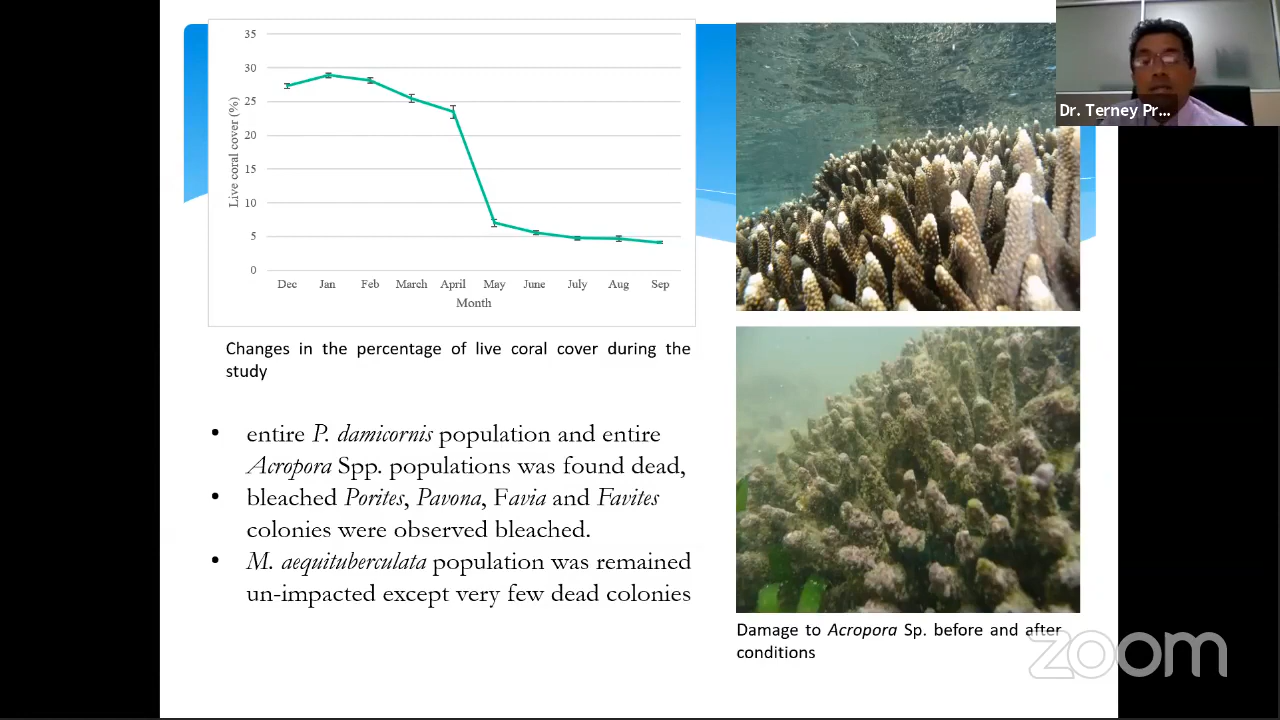 35
30
25
20
15
10
5
0
Live coral cover (%)
Dec Jan Feb March April May June July Aug Sep
Month
Changes in the percentage of live coral cover during the
study
• entire P. damicornis population and entire
Acropora Spp. populations was found dead,
• bleached Porites, Pavona, Favia and Favites
colonies were observed bleached.
• M. aequituberculata population was remained
un-impacted except very few dead colonies
Dr. Terney Pr...
Damage to Acropora Sp. before and after
conditions
zoom